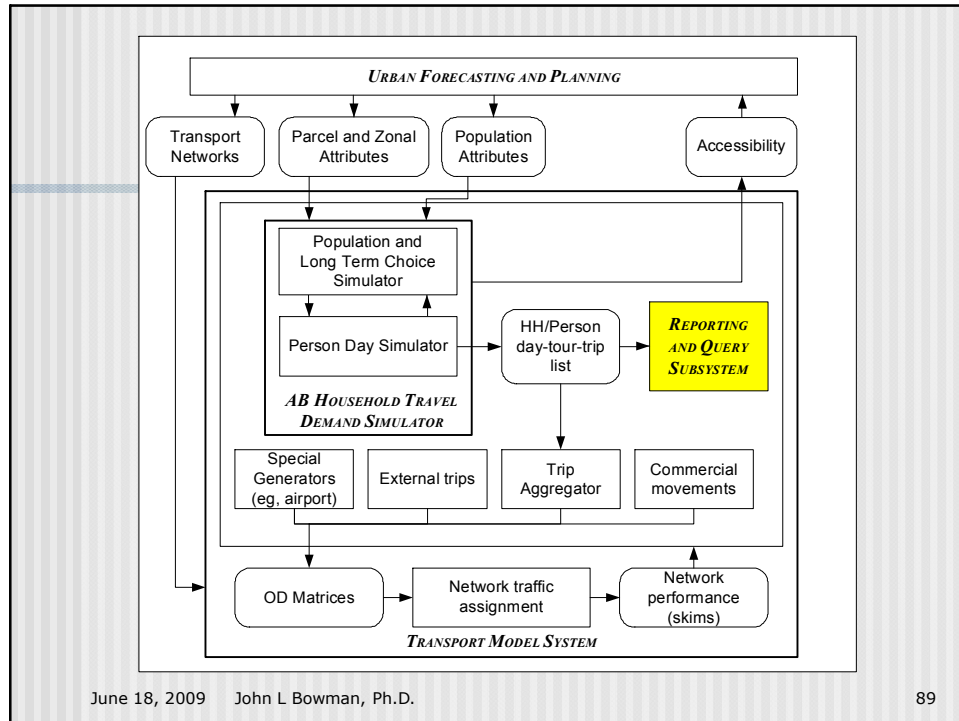 URBAN FORECASTING AND PLANNING
Transport
Networks
Parcel and Zonal
Attributes
Population
Attributes
Accessibility
Population and
Long Term Choice
Simulator
Person Day Simulator
AB HOUSEHOLD TRAVEL
DEMAND SIMULATOR
HH/Person
day-tour-trip
list
REPORTING
AND QUERY
SUBSYSTEM
Special
Generators
(eg, airport)
External trips
Trip
Aggregator
Commercial
movements
OD Matrices
Network traffic
assignment
Network
performance
(skims)
TRANSPORT MODEL SYSTEM
June 18, 2009 John L Bowman, Ph.D. 89